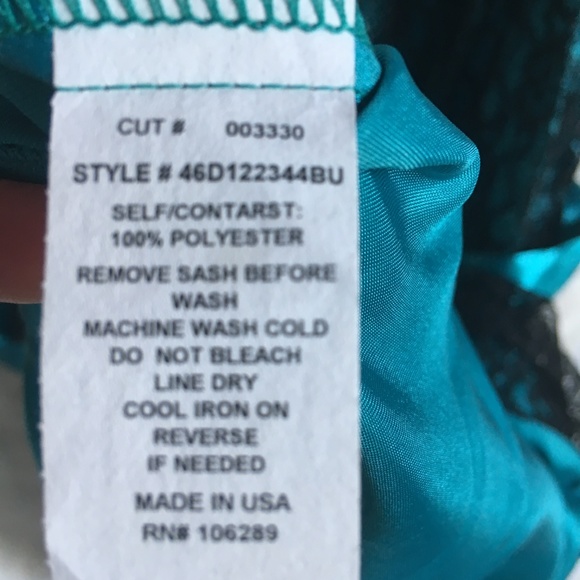 CUT # 003330
STYLE # 46D122344BU
SELF/CONTARST:
100% POLYESTER
REMOVE SASH BEFORE
WASH
MACHINE WASH COLD
DO NOT BLEACH
LINE DRY
COOL IRON ON
REVERSE
IF NEEDED
MADE IN USA
RN# 106289